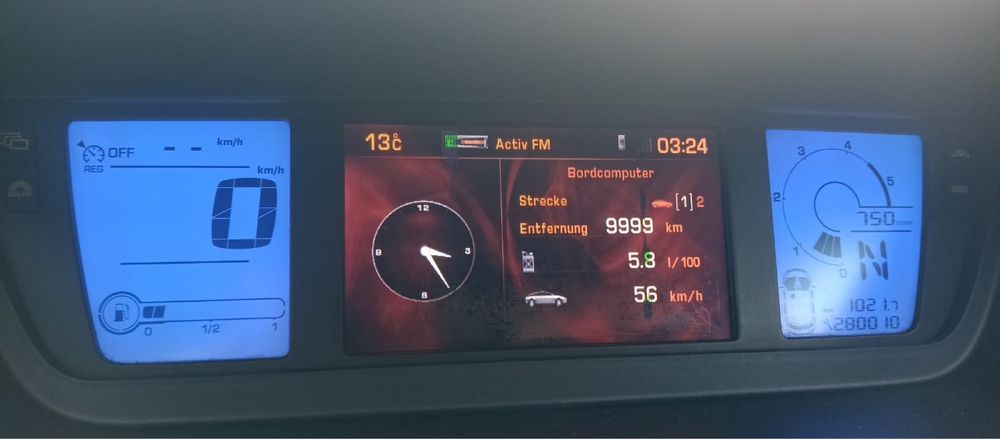 OFF -- km/h
REG
km/h
0
0 1/2 1
13°C Activ FM 03:24
12
3
6
9
Bordcomputer
Strecke [1] 2
Entfernung 9999 km
5.8 l/100
56 km/h
4
3
5
2
750
1
0
N
1021.7
280010